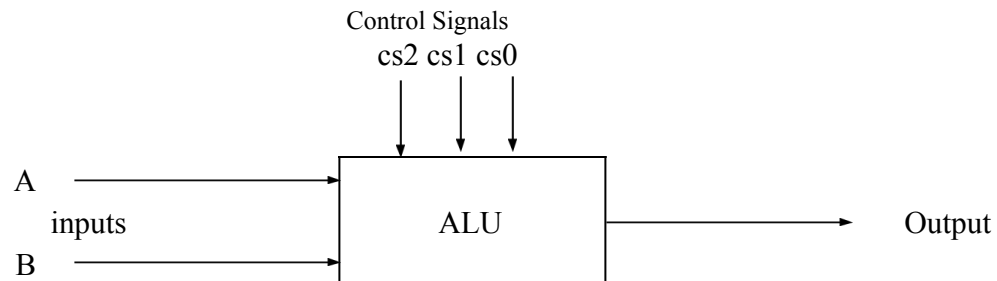 Control Signals
cs2 cs1 cs0
A
inputs
ALU
Output
B